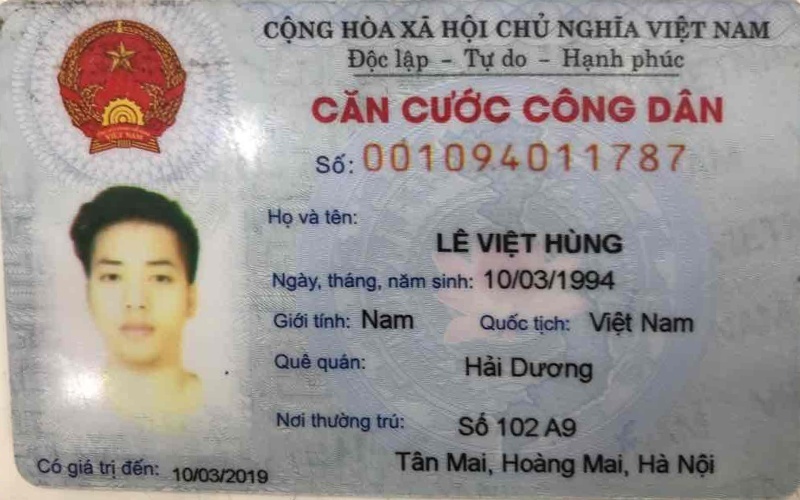 CỘNG HÒA XÃ HỘI CHỦ NGHĨA VIỆT NAM
Độc lập - Tự do - Hạnh phúc
CĂN CƯỚC CÔNG DÂN
Số: 001094011787
Họ và tên:
LÊ VIỆT HÙNG
Ngày, tháng, năm sinh: 10/03/1994
Giới tính: Nam Quốc tịch: Việt Nam
Quê quán: Hải Dương
Nơi thường trú: Số 102 A9
Tân Mai, Hoàng Mai, Hà Nội
Có giá trị đến: 10/03/2019